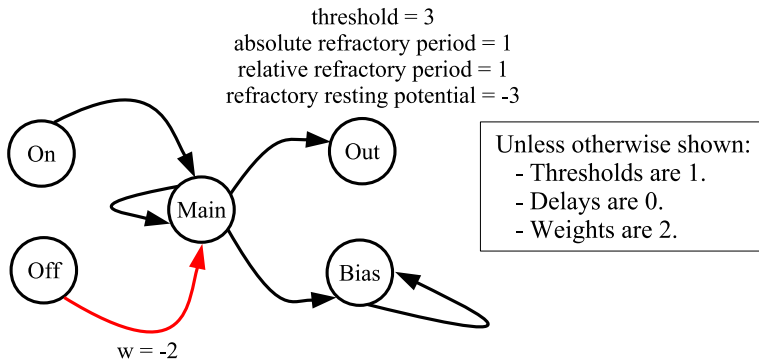 threshold = 3
absolute refractory period = 1
relative refractory period = 1
refractory resting potential = -3
On
Out
Main
Off
Bias
w = -2
Unless otherwise shown:
- Thresholds are 1.
- Delays are 0.
- Weights are 2.